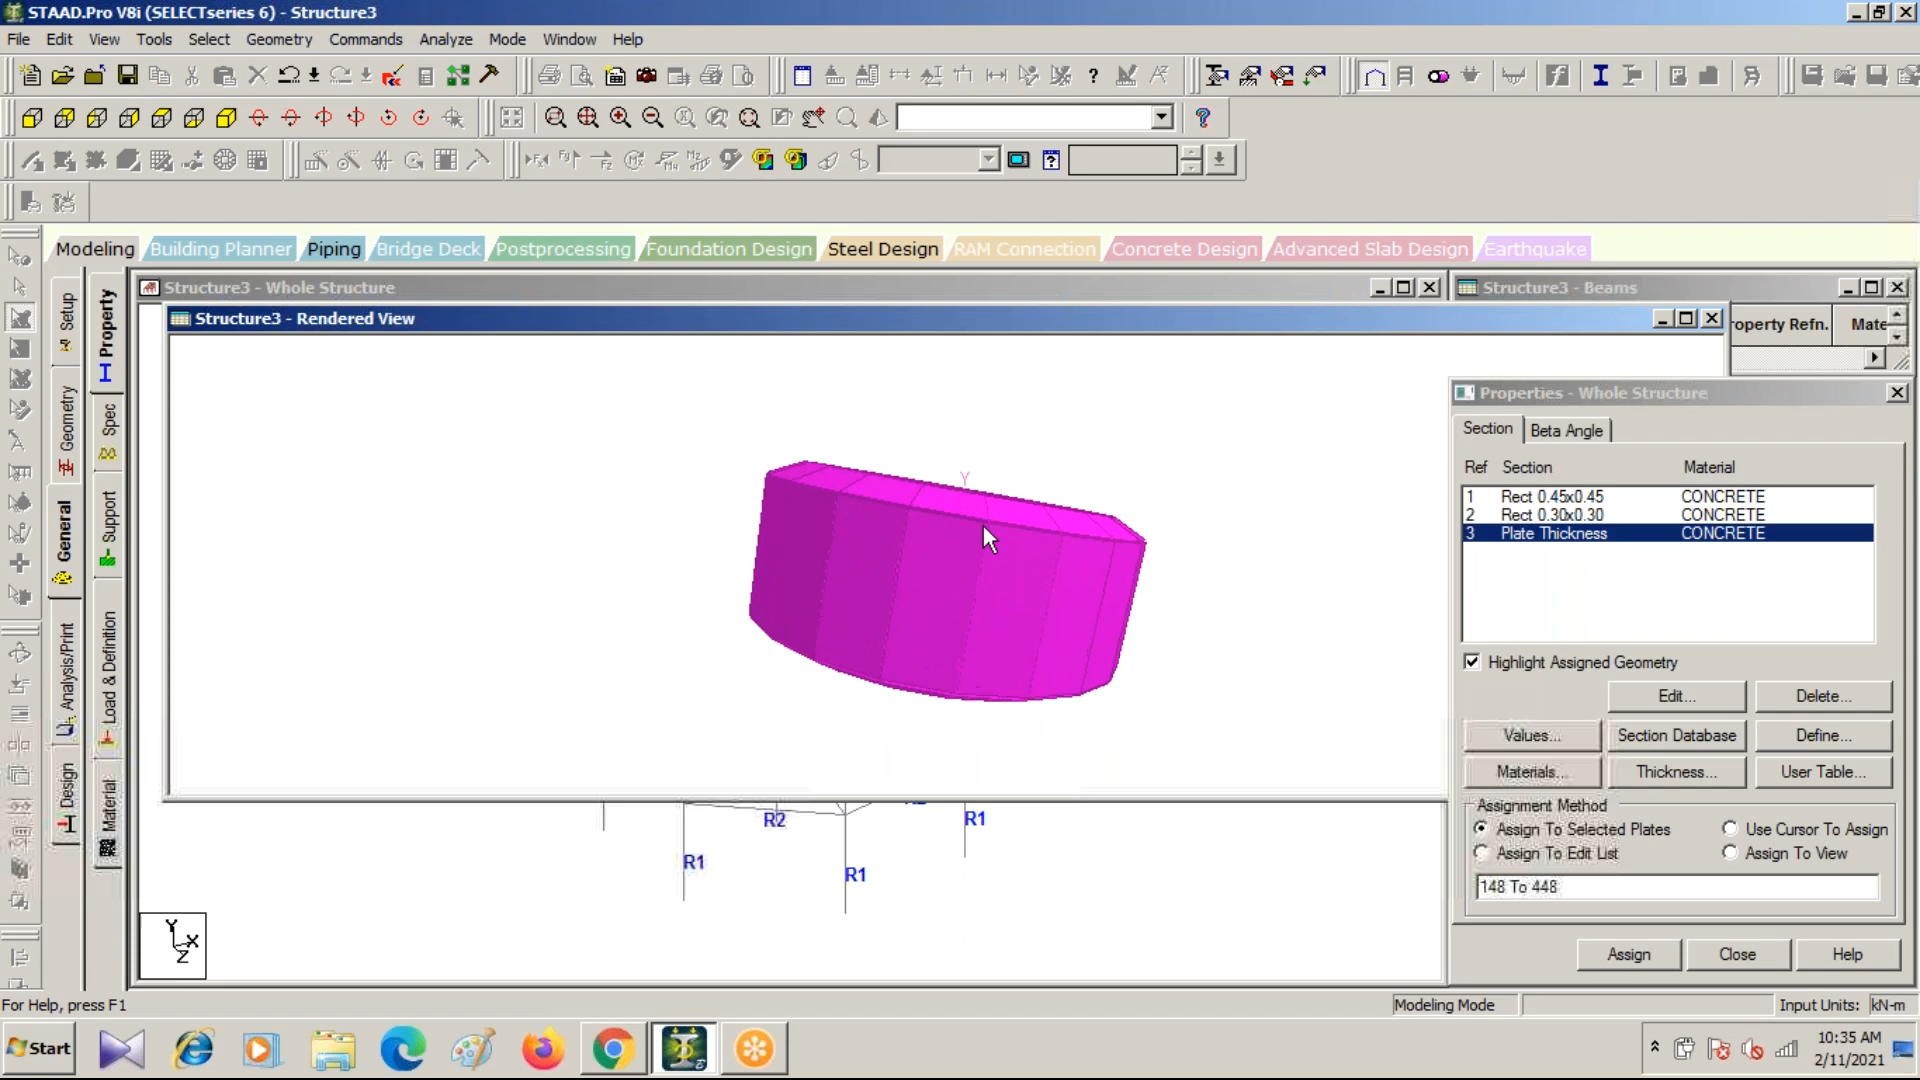 STAAD.Pro V8i (SELECTseries 6) - Structure3
File Edit View Tools Select Geometry Commands Analyze Mode Window Help
Modeling Building Planner Piping Bridge Deck Postprocessing Foundation Design Steel Design RAM Connection Concrete Design Advanced Slab Design Earthquake
Structure3 - Whole Structure
Structure3 - Beams
Structure3 - Rendered View
roperty Refn. Mate
Setup
Geometry
General
Analysis/Print
Design
Property
Spec
Support
Load & Definition
Material
Y
R2
R1
R1
R1
Y
X
Z
Properties - Whole Structure
Section Beta Angle
Ref Section Material
1 Rect 0.45x0.45 CONCRETE
2 Rect 0.30x0.30 CONCRETE
3 Plate Thickness CONCRETE
Highlight Assigned Geometry
Edit... Delete...
Values... Section Database Define...
Materials... Thickness... User Table...
Assignment Method
Assign To Selected Plates Use Cursor To Assign
Assign To Edit List Assign To View
148 To 448
Assign Close Help
For Help, press F1
Modeling Mode Input Units: kN-m
Start
10:35 AM
2/11/2021